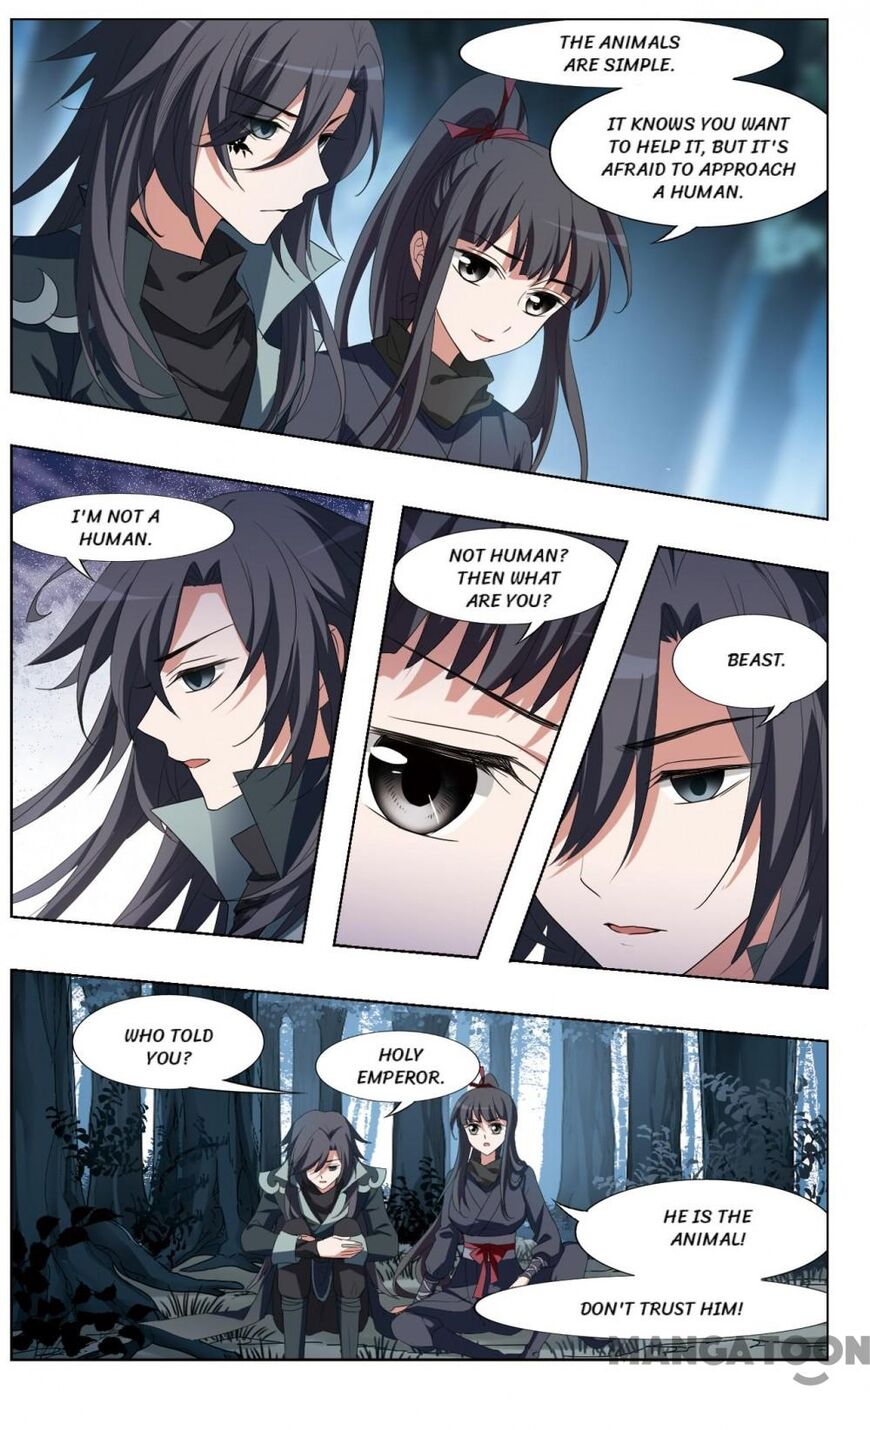 THE ANIMALS
ARE SIMPLE.
IT KNOWS YOU WANT
TO HELP IT, BUT IT'S
AFRAID TO APPROACH
A HUMAN.
I'M NOT A
HUMAN.
NOT HUMAN?
THEN WHAT
ARE YOU?
BEAST.
WHO TOLD
YOU?
HOLY
EMPEROR.
HE IS THE
ANIMAL!
DON'T TRUST HIM!
MANGATOON